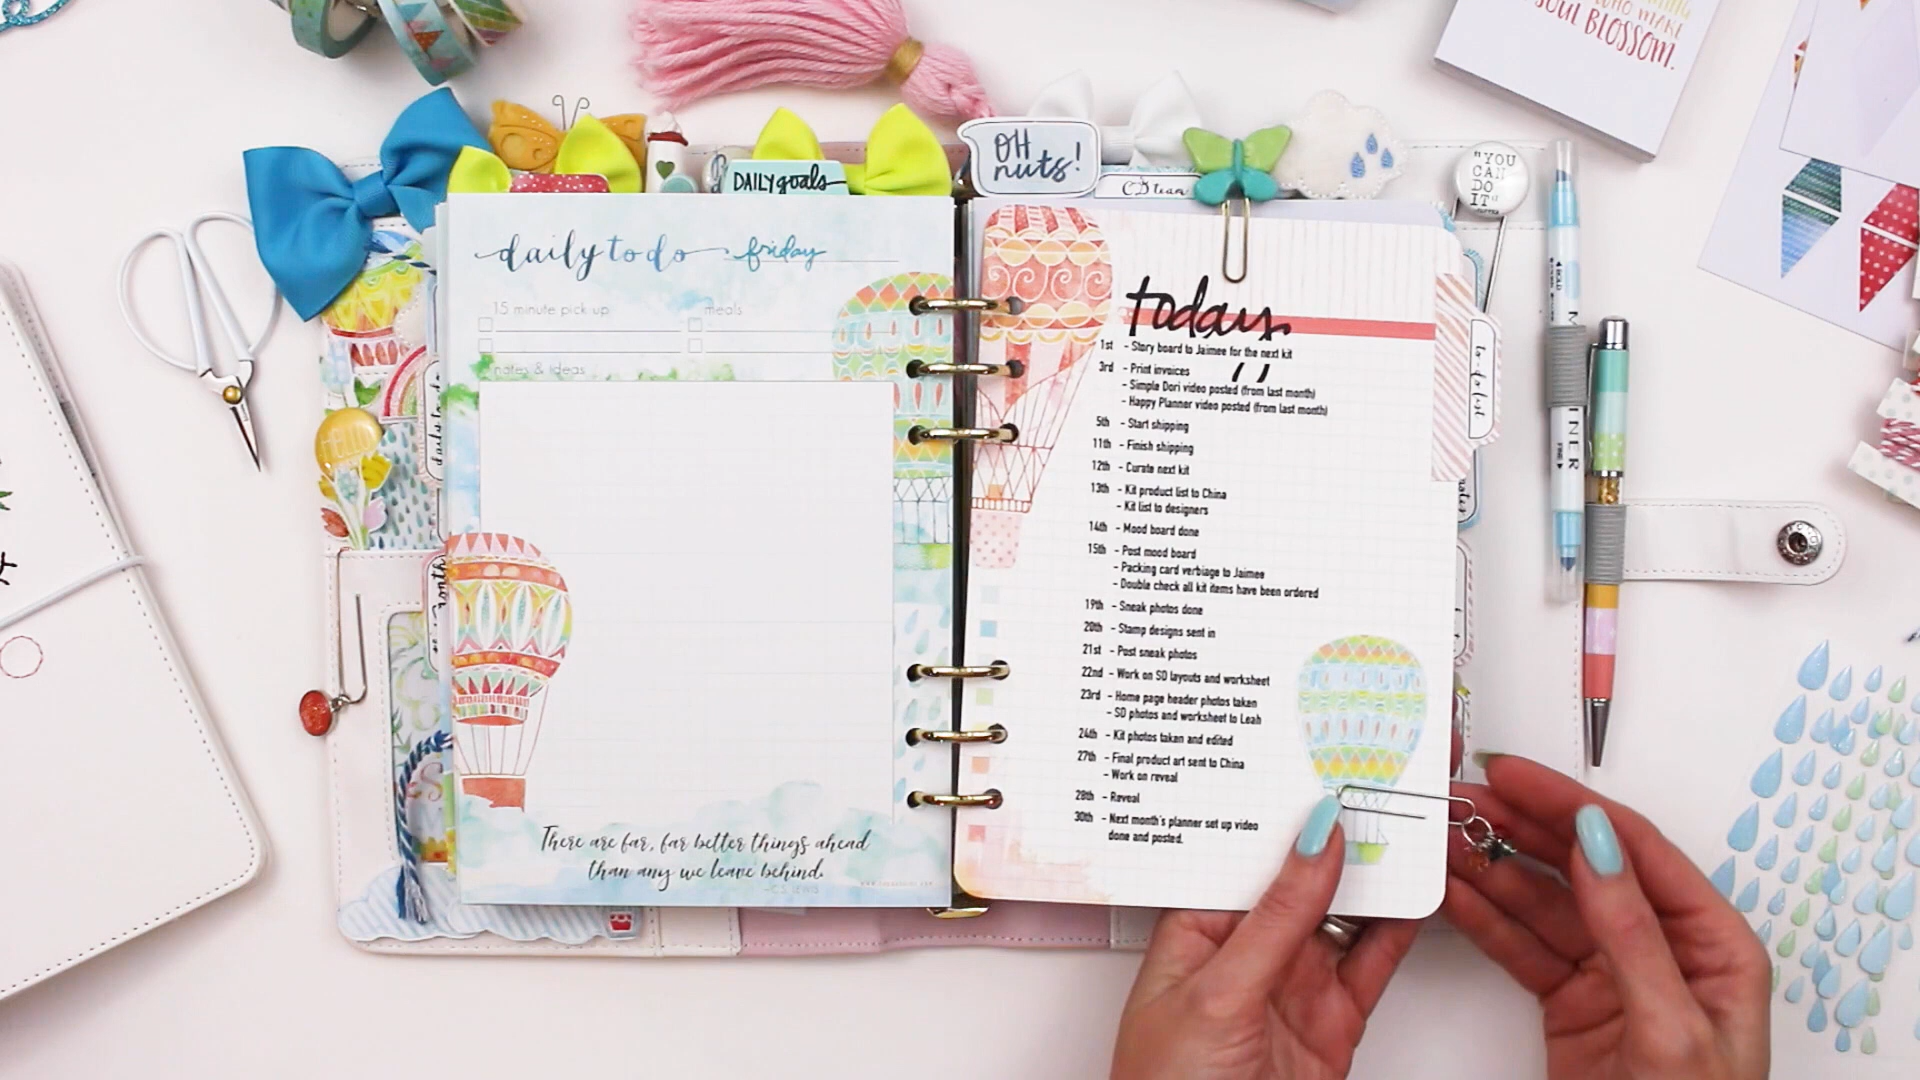 WHO MAKE
SOUL BLOSSOM.
DAILY goals
OH
nuts!
CD team
"YOU
CAN
DO
IT"
HELLO
daily to do friday
15 minute pick up
meals
notes & ideas
There are far, far better things ahead
than any we leave behind.
-C.S. LEWIS
today
1st - Story board to Jaimee for the next kit
3rd - Print invoices
- Simple Dori video posted (from last month)
- Happy Planner video posted (from last month)
5th - Start shipping
11th - Finish shipping
12th - Curate next kit
13th - Kit product list to China
- Kit list to designers
14th - Mood board done
15th - Post mood board
- Packing card verbiage to Jaimee
- Double check all kit items have been ordered
19th - Sneak photos done
20th - Stamp designs sent in
21st - Post sneak photos
22nd - Work on SD layouts and worksheet
23rd - Home page header photos taken
- SD photos and worksheet to Leah
24th - Kit photos taken and edited
27th - Final product art sent to China
- Work on reveal
28th - Reveal
30th - Next month's planner set up video
done and posted.
to-do list